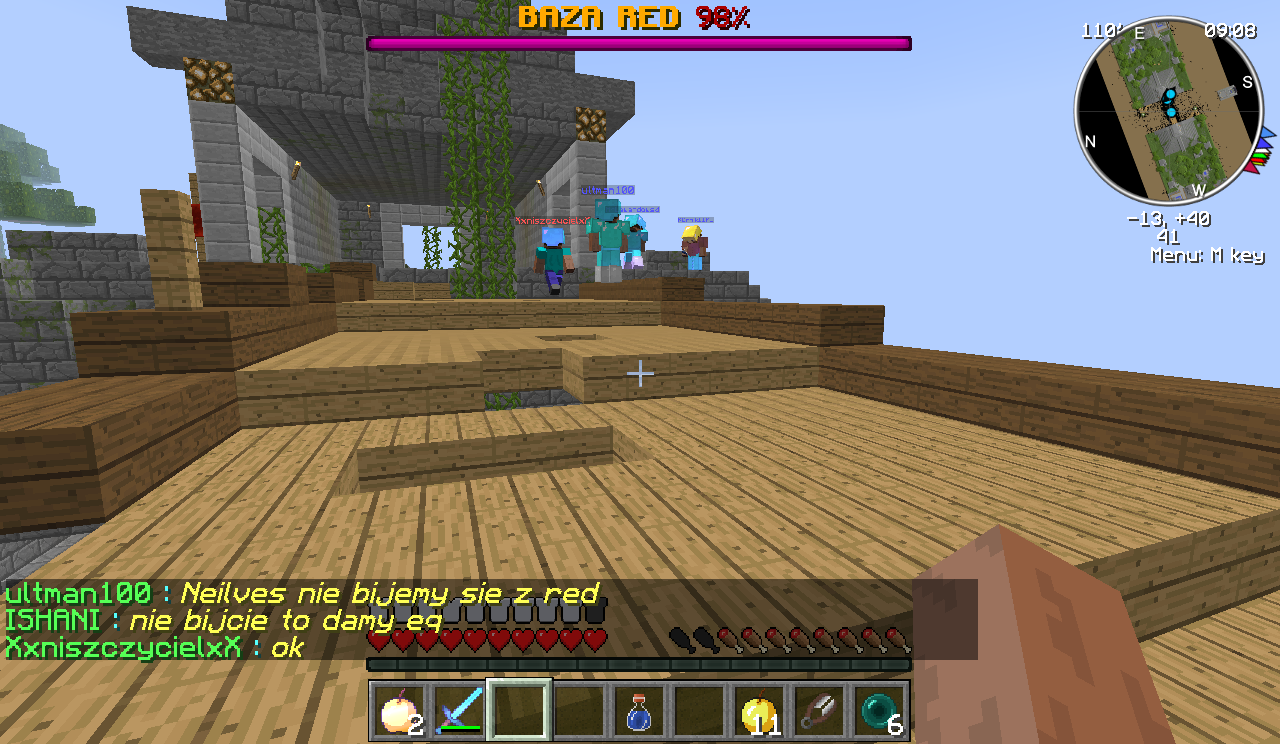 BAZA RED 98%
110° E 09:08
S
N
W
-13, +40
41
Menu: M key
ultman100
XxniszczycielxX
ultman100 : Neilves nie bijemy sie z red
ISHANI : nie bijcie to damy eq
XxniszczycielxX : ok
2
11
6